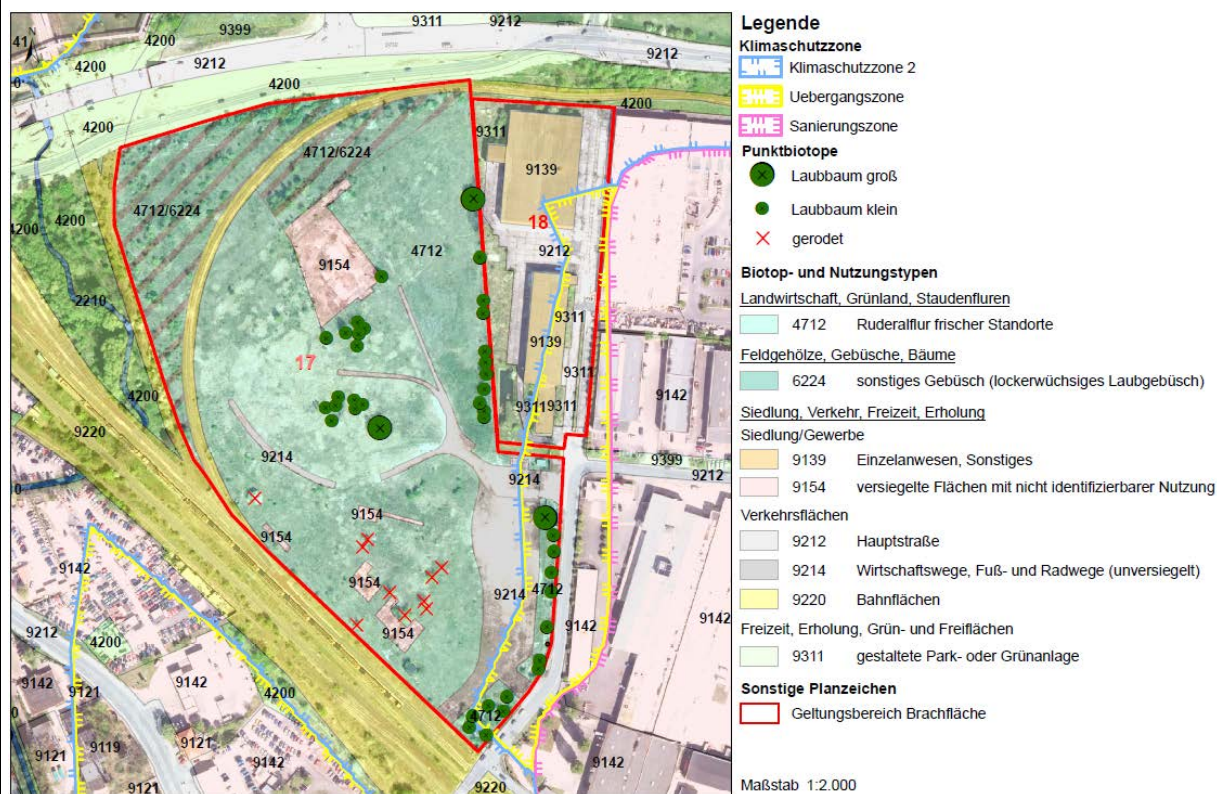 9311
9212
9399
41
N
4200
9212
4200
9212
4200
4200
4200
9311
4712/6224
9139
4712/6224
4200
4200
18
4712
9212
9154
2210
9311
9139
17
9311
9142
4200
9311
9311
9220
9399
9214
9212
9214
9154
9154
9142
9154
4712
9214
9212
9142
9142
4200
9154
9142
9142
4200
9121
4712
9121
9119
9121
9142
9142
9121
9220
Legende
Klimaschutzzone
Klimaschutzzone 2
Uebergangszone
Sanierungszone
Punktbiotope
Laubbaum groß
Laubbaum klein
gerodet
Biotop- und Nutzungstypen
Landwirtschaft, Grünland, Staudenfluren
4712 Ruderalflur frischer Standorte
Feldgehölze, Gebüsche, Bäume
6224 sonstiges Gebüsch (lockerwüchsiges Laubgebüsch)
Siedlung, Verkehr, Freizeit, Erholung
Siedlung/Gewerbe
9139 Einzelanwesen, Sonstiges
9154 versiegelte Flächen mit nicht identifizierbarer Nutzung
Verkehrsflächen
9212 Hauptstraße
9214 Wirtschaftswege, Fuß- und Radwege (unversiegelt)
9220 Bahnflächen
Freizeit, Erholung, Grün- und Freiflächen
9311 gestaltete Park- oder Grünanlage
Sonstige Planzeichen
Geltungsbereich Brachfläche
Maßstab 1:2.000